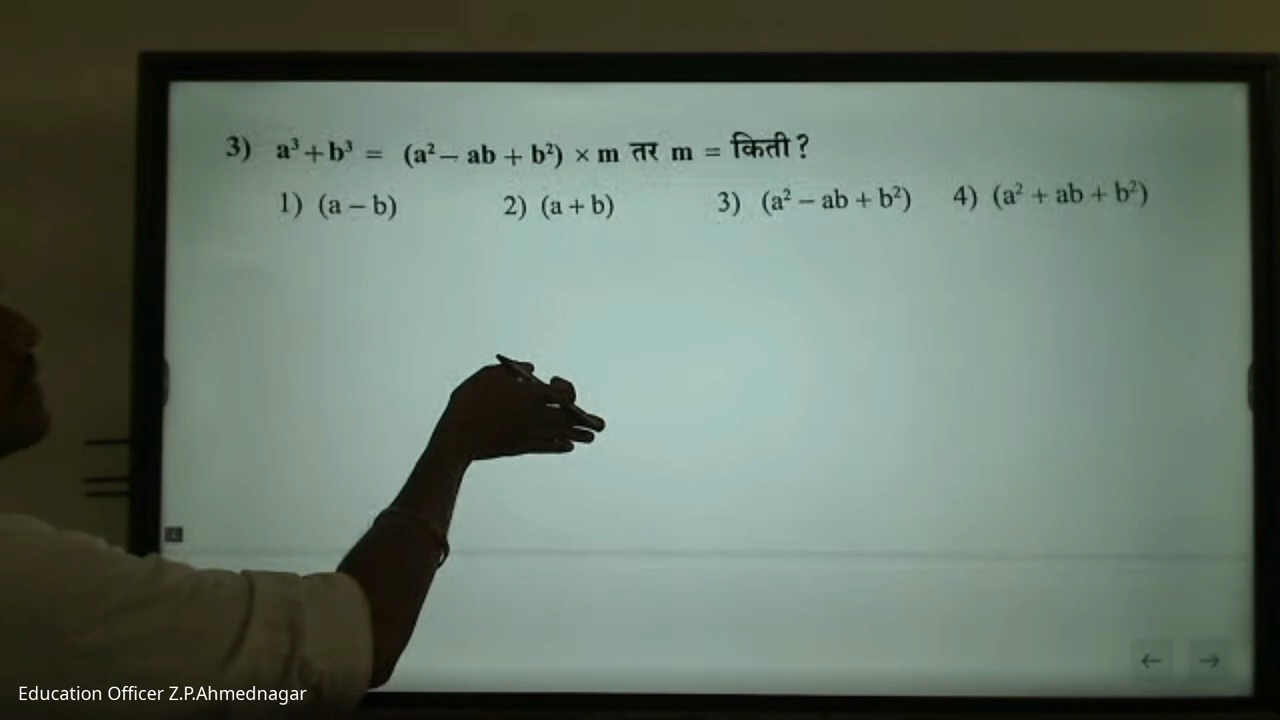 3) a³ + b³ = (a² – ab + b²) × m तर m = किती ?
1) (a – b) 2) (a + b) 3) (a² – ab + b²) 4) (a² + ab + b²)
← →
Education Officer Z.P.Ahmednagar